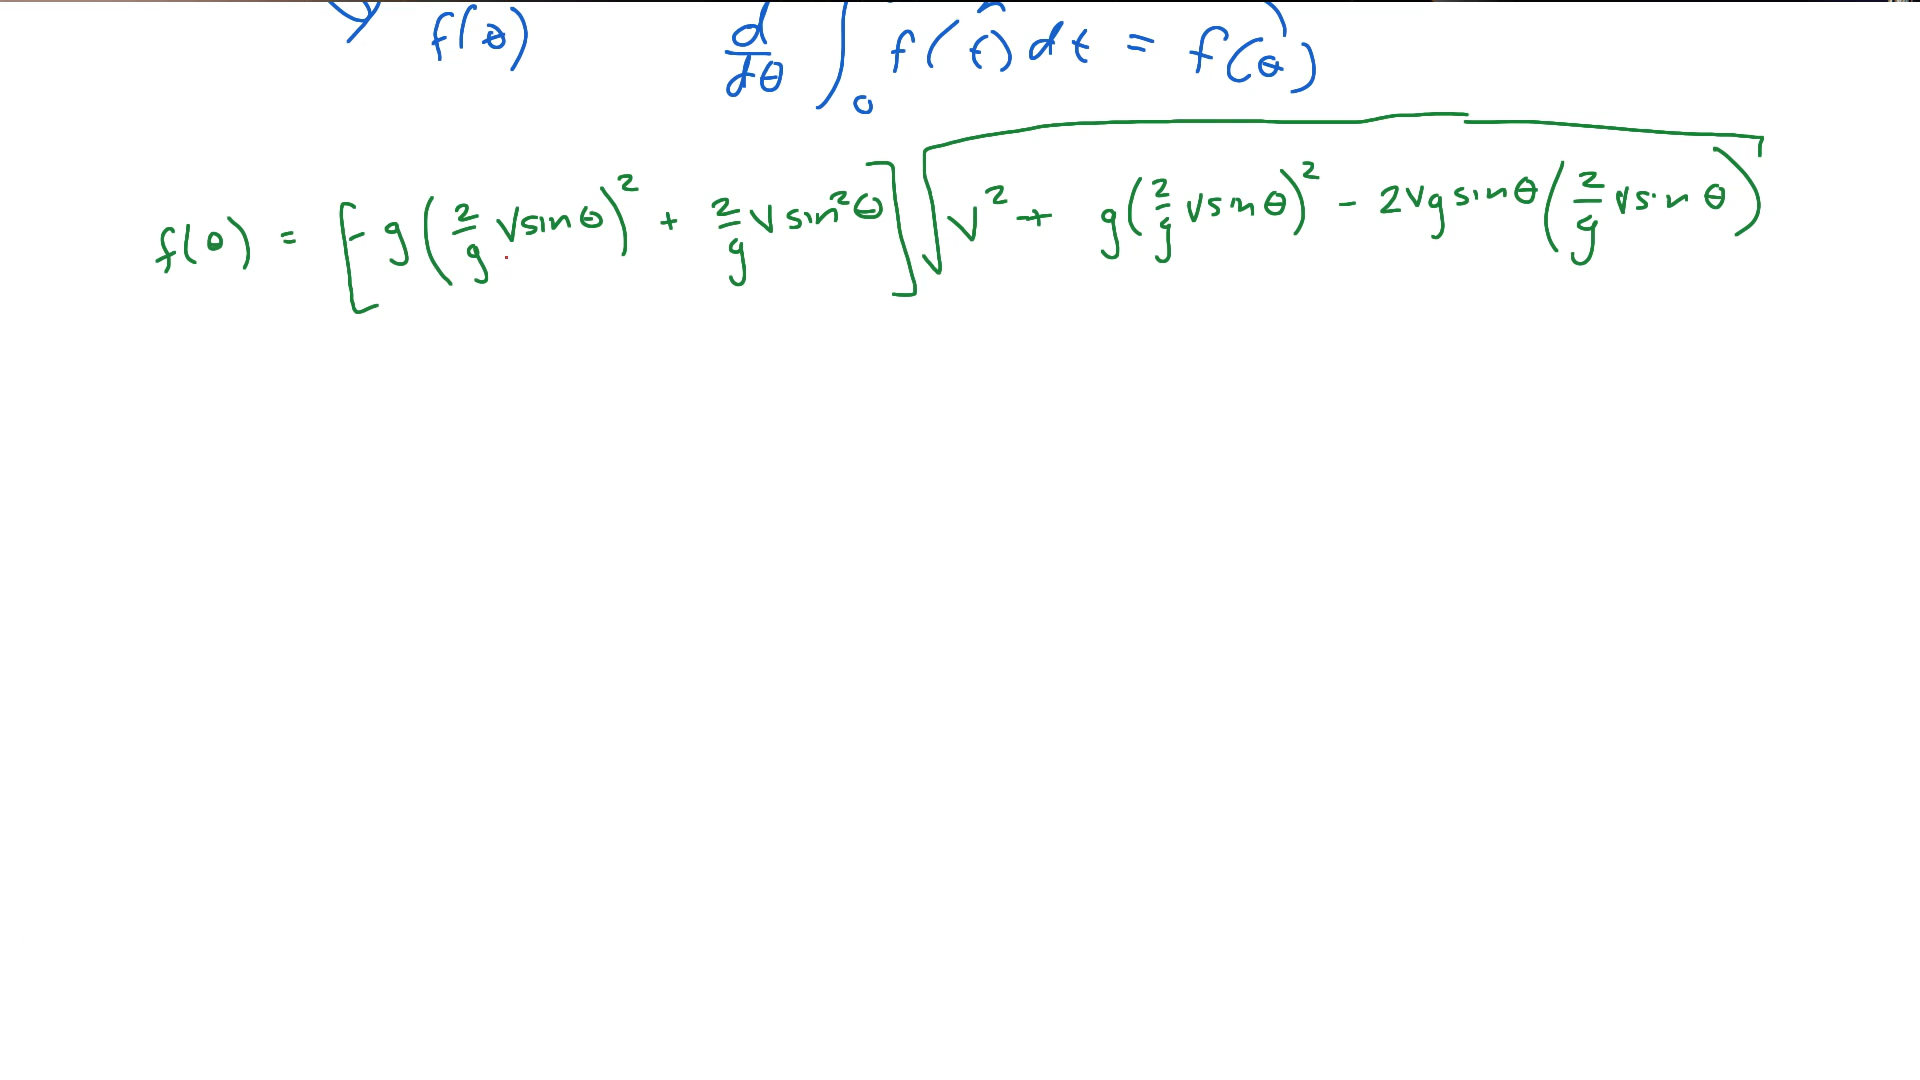 f(θ) d/dθ ∫₀ f(t̂)dt = f(θ)
f(θ) = [-g(2/g vsinθ)² + 2/g v sin²θ]√(v² + g(2/g vsinθ)² - 2vg sinθ(2/g vsinθ))